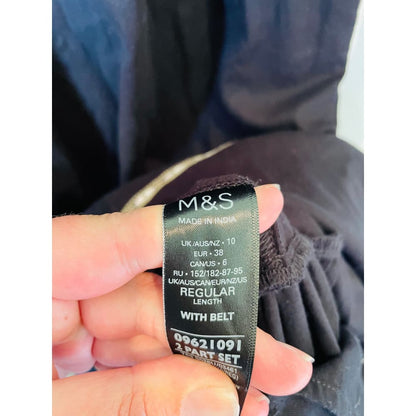 M&S
MADE IN INDIA
UK/AUS/NZ • 10
EUR • 38
CAN/US • 6
RU • 152/182-87-95
UK/AUS/CAN/EUR/NZ/US
REGULAR
LENGTH
WITH BELT
09621091
2 PART SET